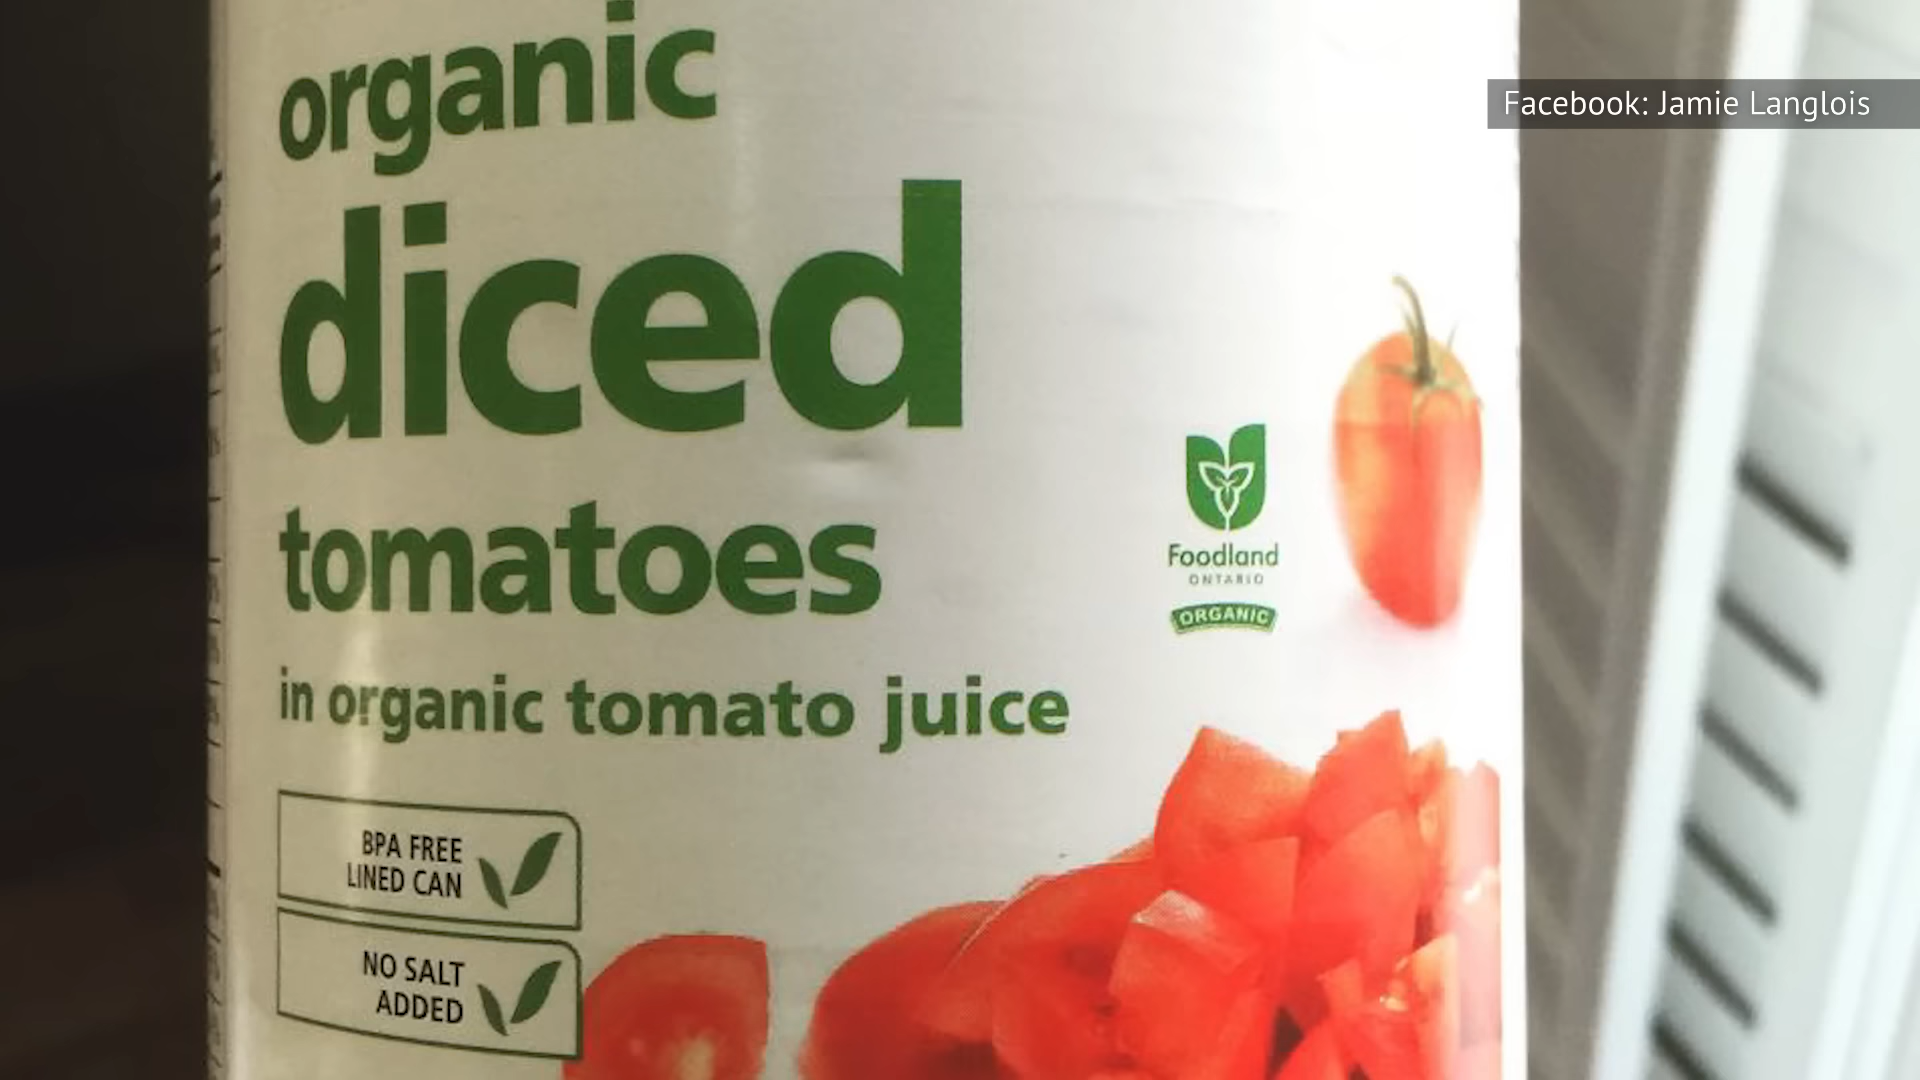 Facebook: Jamie Langlois
organic
diced
tomatoes
in organic tomato juice
Foodland
ONTARIO
ORGANIC
BPA FREE
LINED CAN
NO SALT
ADDED